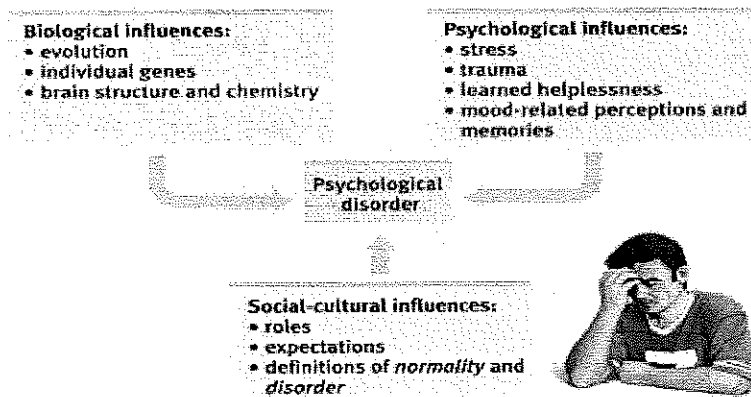 Biological influences:
• evolution
• individual genes
• brain structure and chemistry
Psychological influences:
• stress
• trauma
• learned helplessness
• mood-related perceptions and
memories
Psychological
disorder
Social-cultural influences:
• roles
• expectations
• definitions of normality and
disorder